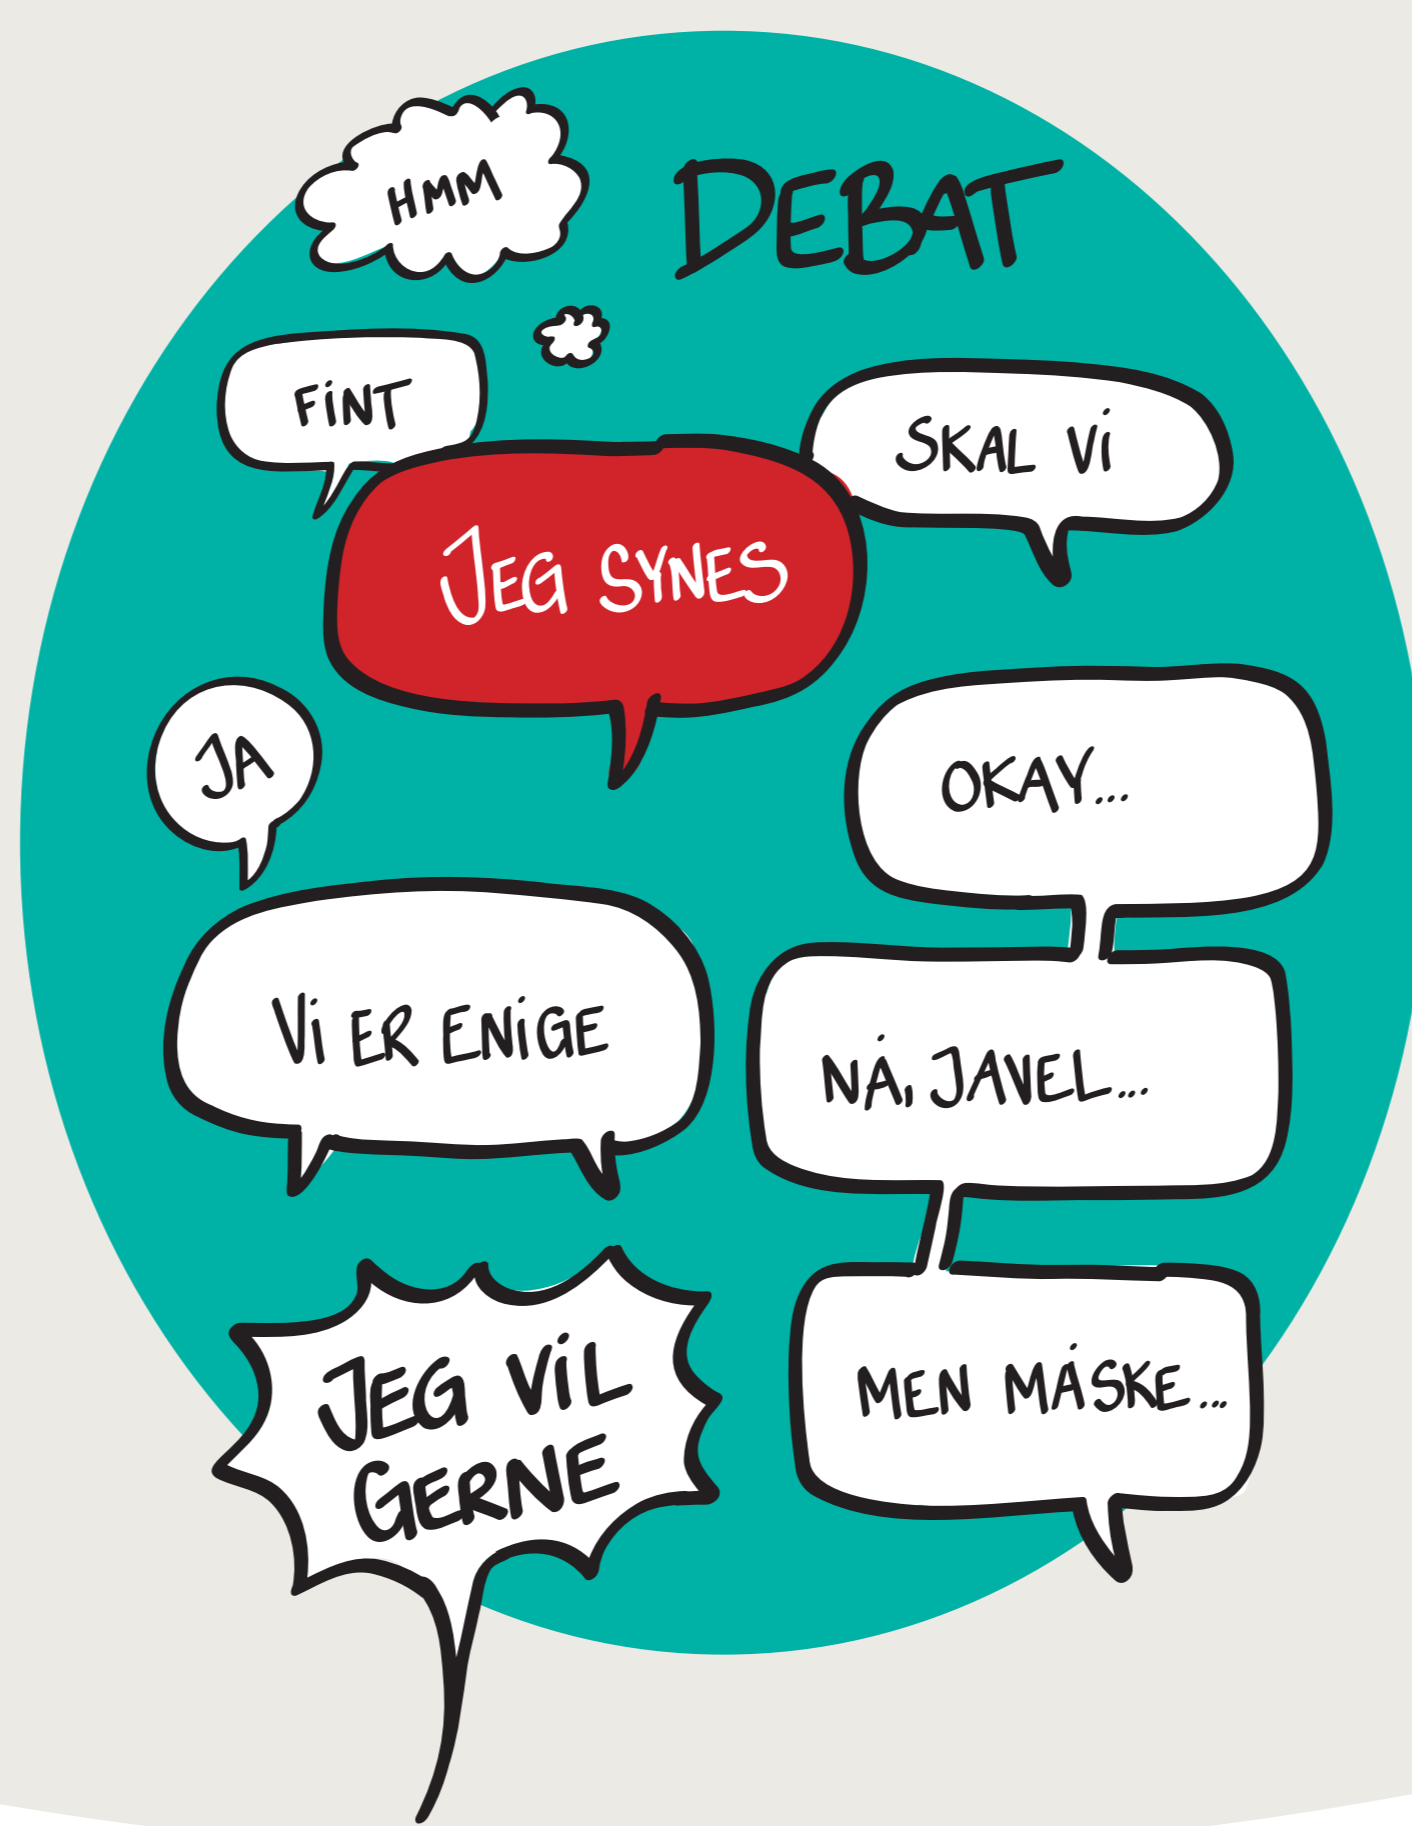 HMM
DEBAT
FINT
SKAL VI
JEG SYNES
JA
OKAY...
VI ER ENIGE
NÅ, JAVEL...
JEG VIL
GERNE
MEN MÅSKE...